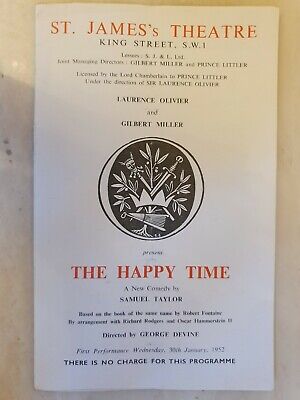 ST. JAMES's THEATRE
KING STREET, S.W.1
Lessees: S. J. & L. Ltd.
Joint Managing Directors: GILBERT MILLER and PRINCE LITTLER
Licensed by the Lord Chamberlain to PRINCE LITTLER
Under the direction of SIR LAURENCE OLIVIER
LAURENCE OLIVIER
and
GILBERT MILLER
present
THE HAPPY TIME
A New Comedy by
SAMUEL TAYLOR
Based on the book of the same name by Robert Fontaine
By arrangement with Richard Rodgers and Oscar Hammerstein II
Directed by GEORGE DEVINE
First Performance Wednesday, 30th January, 1952
THERE IS NO CHARGE FOR THIS PROGRAMME